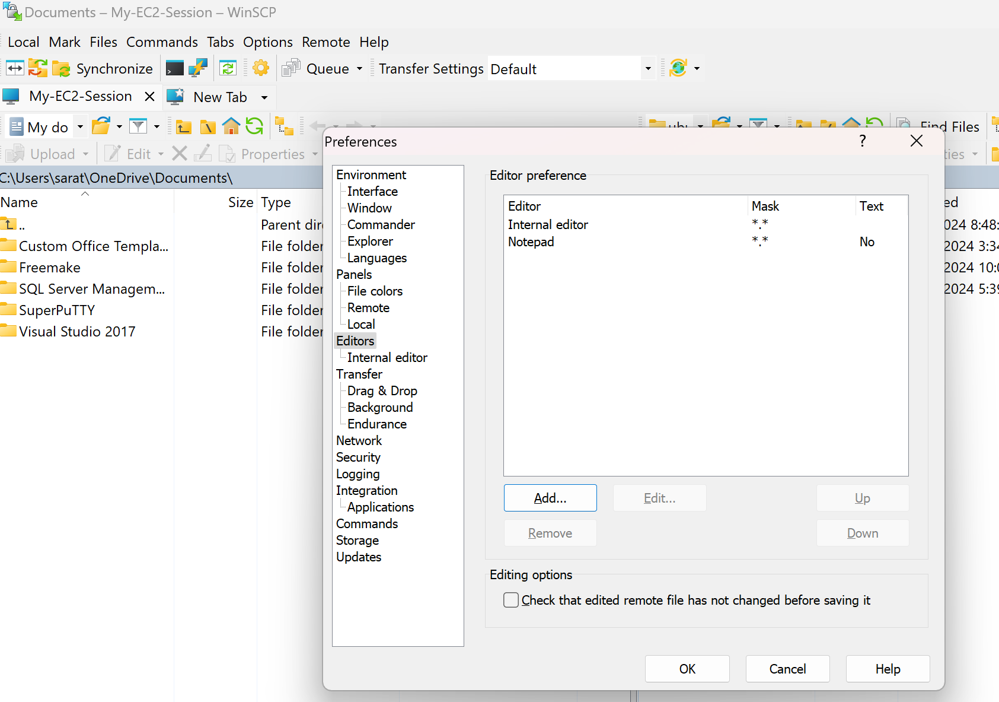 Documents – My-EC2-Session – WinSCP
Local Mark Files Commands Tabs Options Remote Help
Synchronize Queue Transfer Settings Default
My-EC2-Session New Tab
My do Find Files
Upload Edit Properties
C:\Users\sarat\OneDrive\Documents\
Name Size Type
.. Parent dir
Custom Office Templa... File folder
Freemake File folder
SQL Server Managem... File folder
SuperPuTTY File folder
Visual Studio 2017 File folder
Preferences ?
Environment
Interface
Window
Commander
Explorer
Languages
Panels
File colors
Remote
Local
Editors
Internal editor
Transfer
Drag & Drop
Background
Endurance
Network
Security
Logging
Integration
Applications
Commands
Storage
Updates
Editor preference
Editor Mask Text
Internal editor *.*
Notepad *.* No
Add... Edit... Up
Remove Down
Editing options
Check that edited remote file has not changed before saving it
OK Cancel Help
ties
ed
024 8:48:
2024 3:34
2024 10:0
2024 5:39